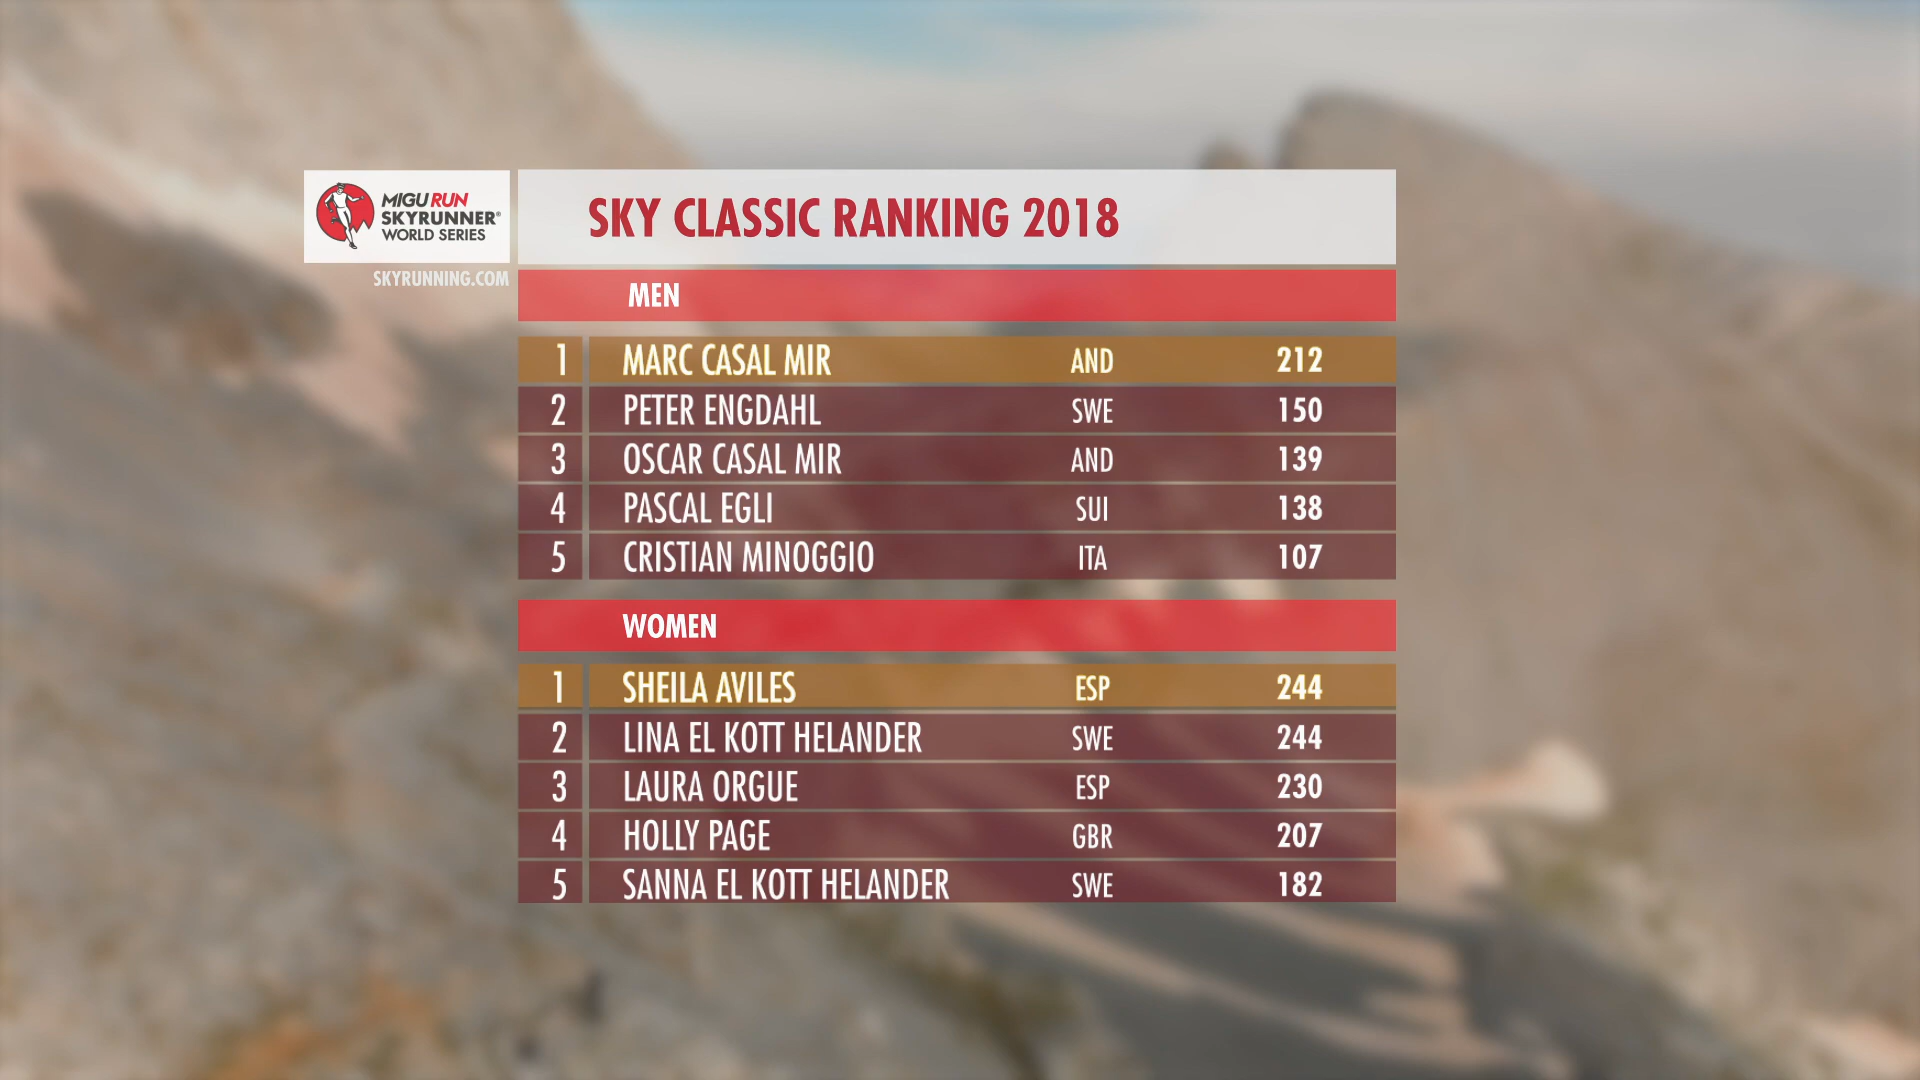 MIGU RUN
SKYRUNNER®
WORLD SERIES
SKYRUNNING.COM
SKY CLASSIC RANKING 2018
MEN
1 MARC CASAL MIR AND 212
2 PETER ENGDAHL SWE 150
3 OSCAR CASAL MIR AND 139
4 PASCAL EGLI SUI 138
5 CRISTIAN MINOGGIO ITA 107
WOMEN
1 SHEILA AVILES ESP 244
2 LINA EL KOTT HELANDER SWE 244
3 LAURA ORGUE ESP 230
4 HOLLY PAGE GBR 207
5 SANNA EL KOTT HELANDER SWE 182